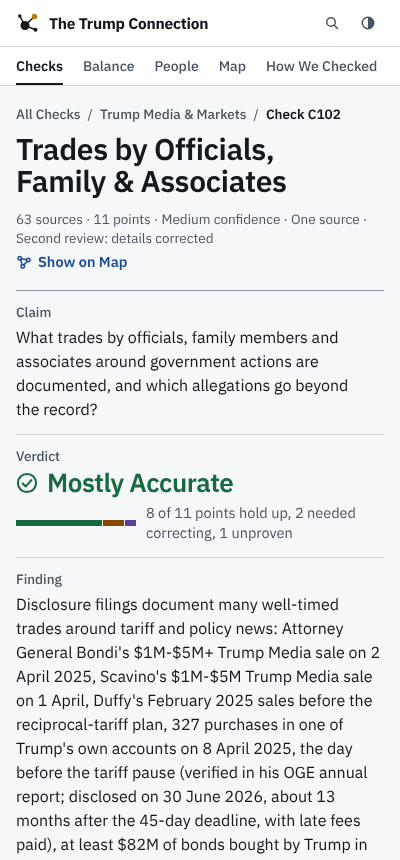 The Trump Connection
Checks Balance People Map How We Checked
All Checks / Trump Media & Markets / Check C102
Trades by Officials,
Family & Associates
63 sources · 11 points · Medium confidence · One source ·
Second review: details corrected
Show on Map
Claim
What trades by officials, family members and
associates around government actions are
documented, and which allegations go beyond
the record?
Verdict
Mostly Accurate
8 of 11 points hold up, 2 needed
correcting, 1 unproven
Finding
Disclosure filings document many well-timed
trades around tariff and policy news: Attorney
General Bondi's $1M-$5M+ Trump Media sale on 2
April 2025, Scavino's $1M-$5M Trump Media sale
on 1 April, Duffy's February 2025 sales before the
reciprocal-tariff plan, 327 purchases in one of
Trump's own accounts on 8 April 2025, the day
before the tariff pause (verified in his OGE annual
report; disclosed on 30 June 2026, about 13
months after the 45-day deadline, with late fees
paid), at least $82M of bonds bought by Trump in